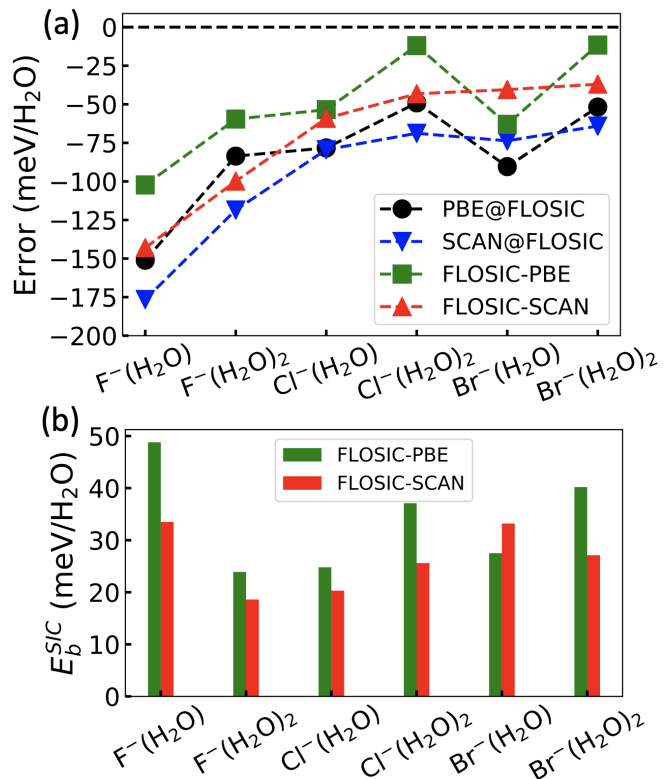 (a)
Error (meV/H₂O)
0
−25
−50
−75
−100
−125
−150
−175
−200
PBE@FLOSIC
SCAN@FLOSIC
FLOSIC-PBE
FLOSIC-SCAN
F⁻(H₂O)
F⁻(H₂O)₂
Cl⁻(H₂O)
Cl⁻(H₂O)₂
Br⁻(H₂O)
Br⁻(H₂O)₂
(b)
E_b^{SIC} (meV/H₂O)
50
40
30
20
10
0
FLOSIC-PBE
FLOSIC-SCAN
F⁻(H₂O)
F⁻(H₂O)₂
Cl⁻(H₂O)
Cl⁻(H₂O)₂
Br⁻(H₂O)
Br⁻(H₂O)₂